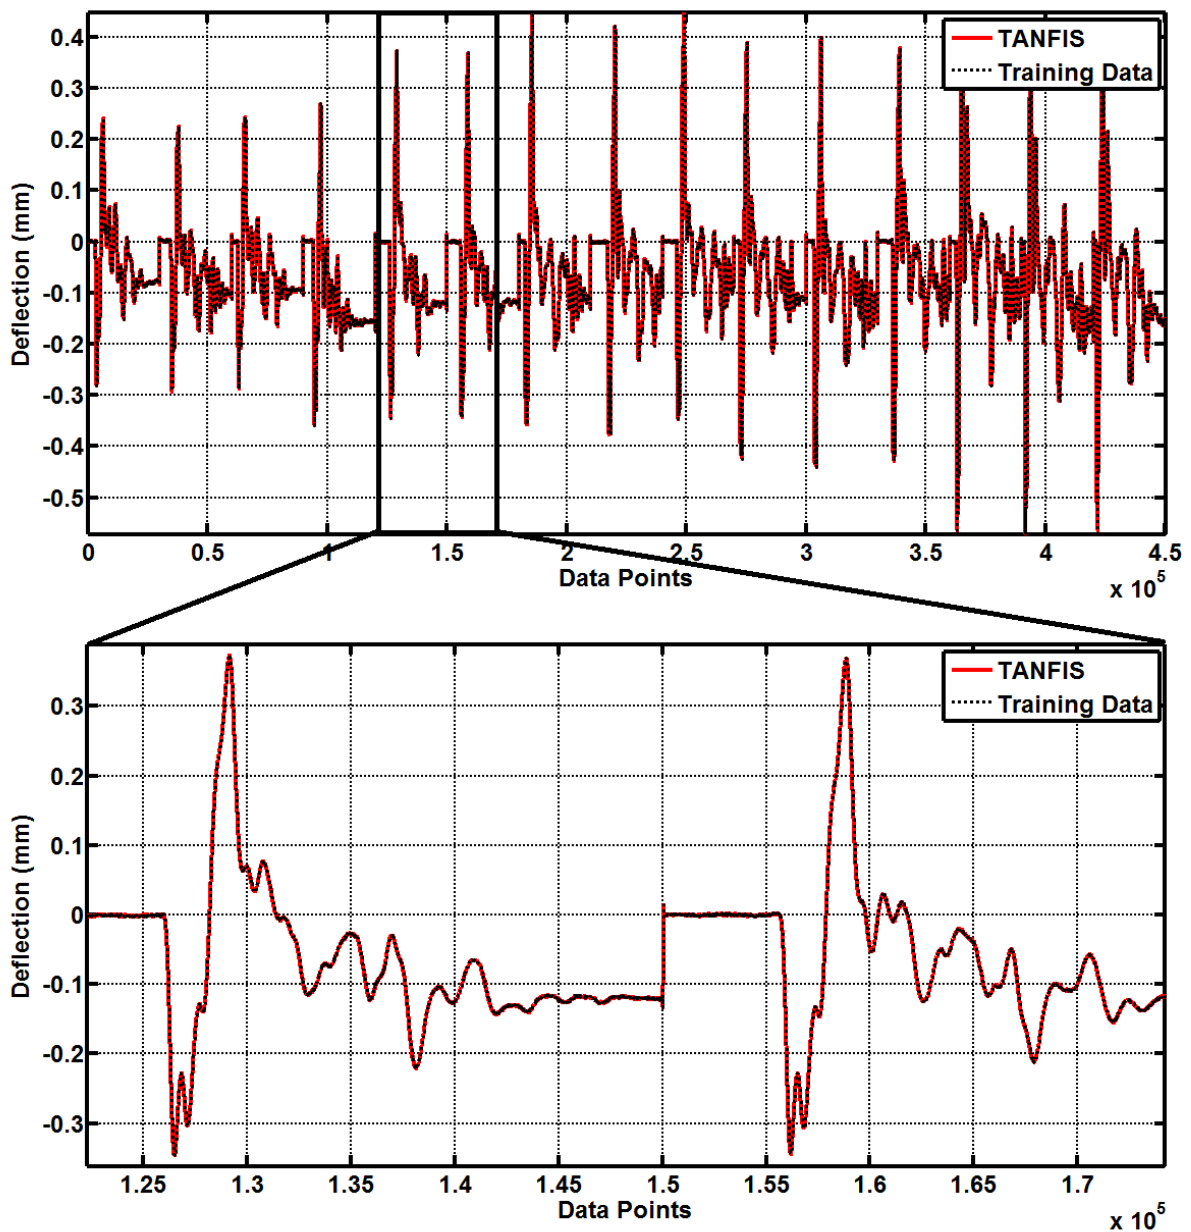 TANFIS
Training Data
0.4
0.3
0.2
0.1
0
-0.1
-0.2
-0.3
-0.4
-0.5
Deflection (mm)
0 0.5 1 1.5 2 2.5 3 3.5 4 4.5
Data Points
x 10^5
TANFIS
Training Data
0.3
0.2
0.1
0
-0.1
-0.2
-0.3
Deflection (mm)
1.25 1.3 1.35 1.4 1.45 1.5 1.55 1.6 1.65 1.7
Data Points
x 10^5